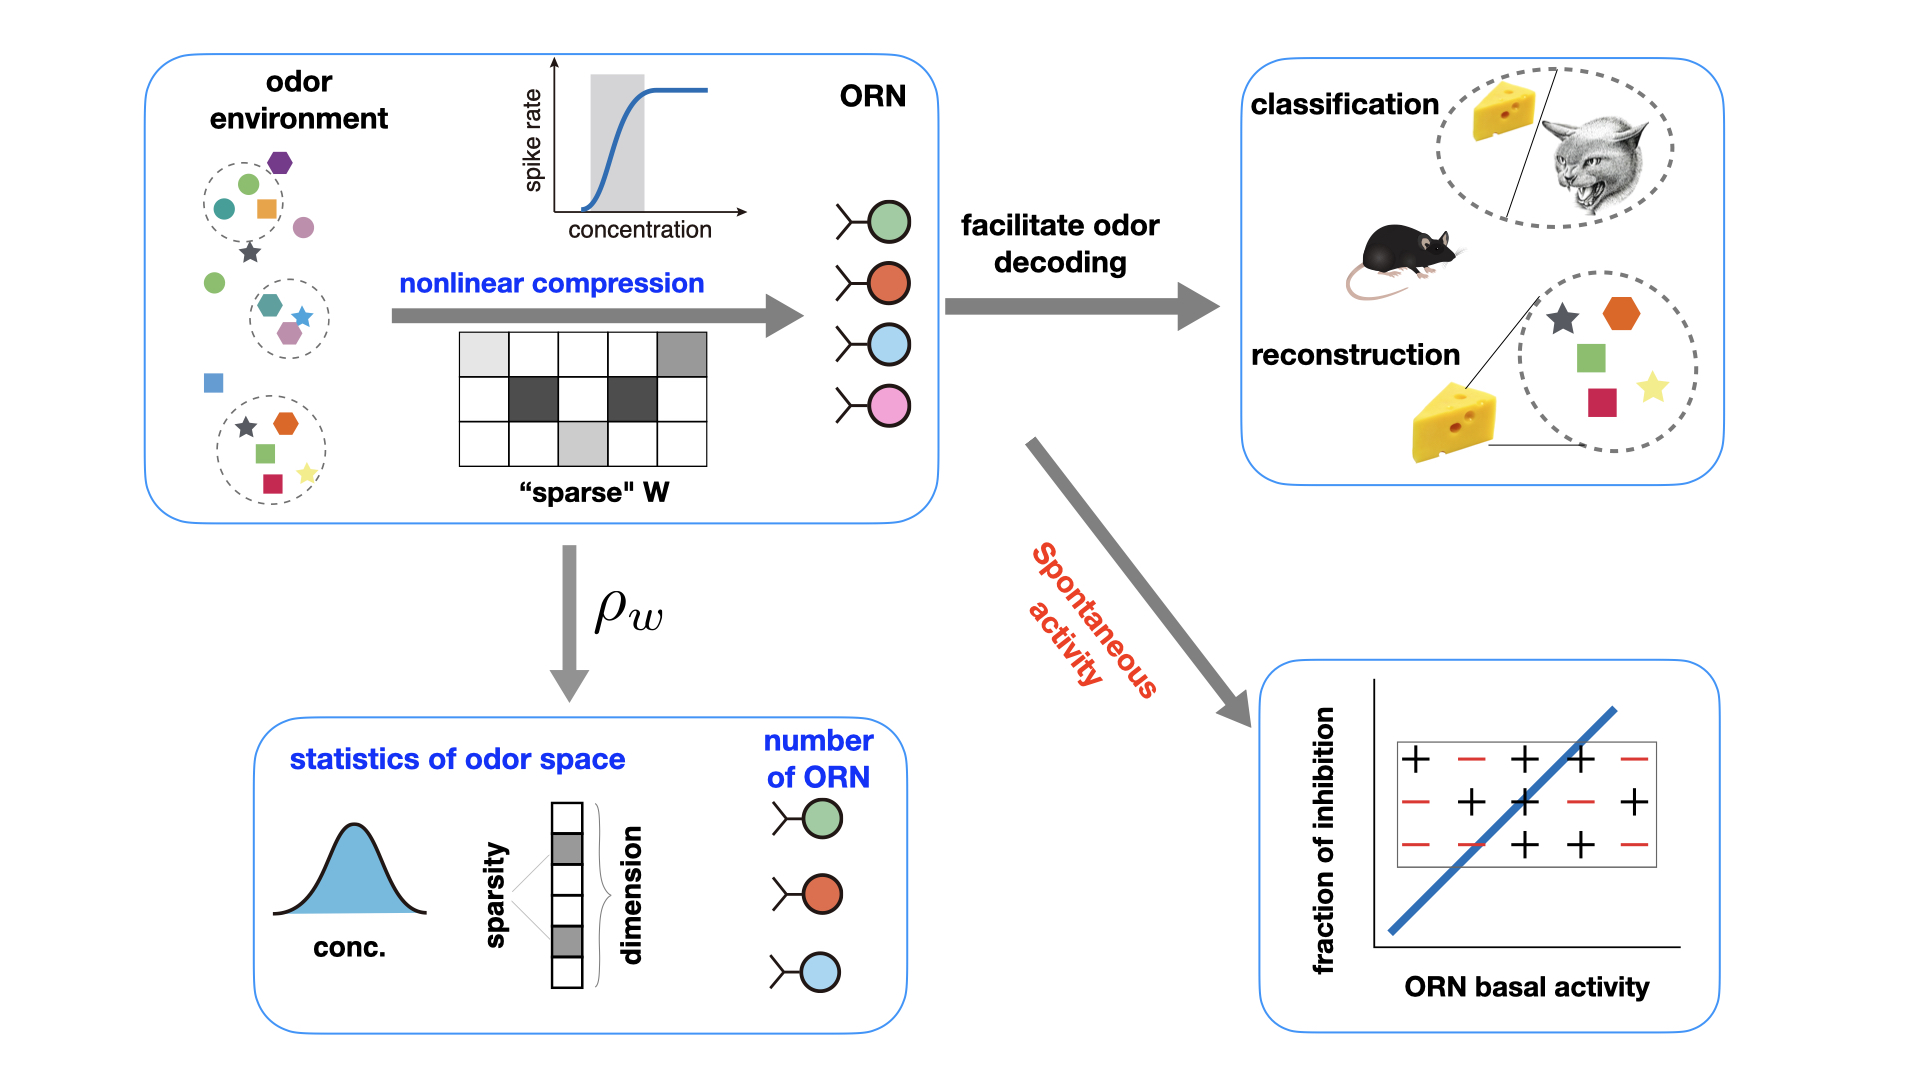 odor
environment
spike rate
concentration
ORN
nonlinear compression
“sparse" W
facilitate odor
decoding
classification
reconstruction
Spontaneous
activity
ρw
statistics of odor space
number
of ORN
conc.
sparsity
dimension
fraction of inhibition
+ − + + −
− + + − +
− − + + −
ORN basal activity